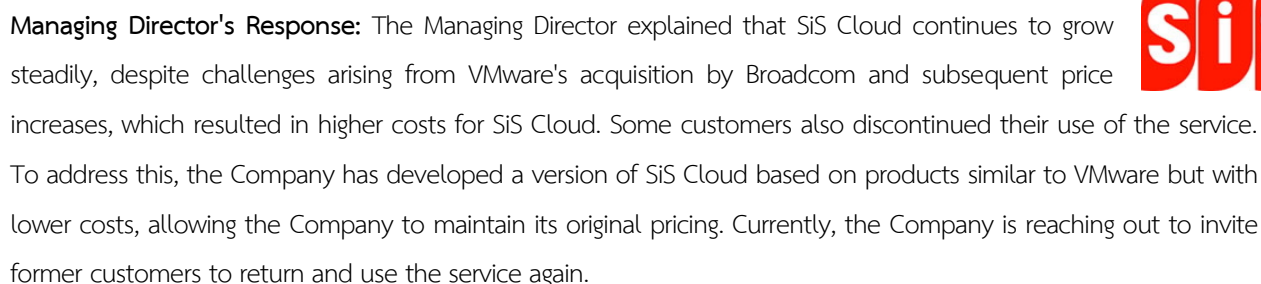 Managing Director's Response: The Managing Director explained that SiS Cloud continues to grow
steadily, despite challenges arising from VMware's acquisition by Broadcom and subsequent price
increases, which resulted in higher costs for SiS Cloud. Some customers also discontinued their use of the service.
To address this, the Company has developed a version of SiS Cloud based on products similar to VMware but with
lower costs, allowing the Company to maintain its original pricing. Currently, the Company is reaching out to invite
former customers to return and use the service again.